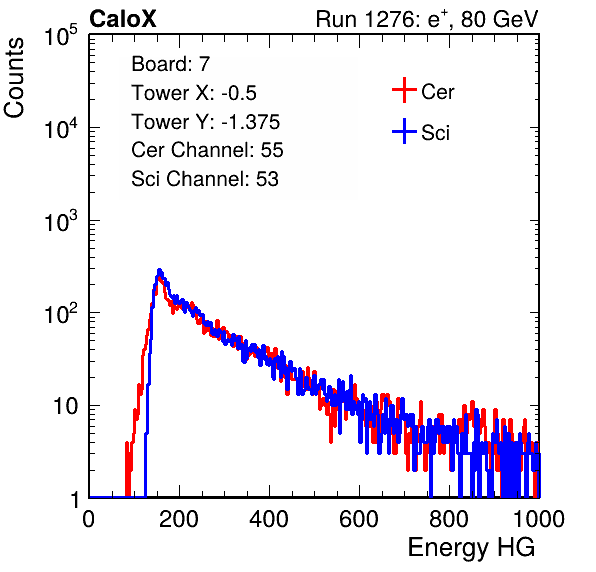 CaloX Run 1276: e⁺, 80 GeV
Counts
10⁵
10⁴
10³
10²
10
1
Board: 7
Tower X: -0.5
Tower Y: -1.375
Cer Channel: 55
Sci Channel: 53
Cer
Sci
0 200 400 600 800 1000
Energy HG